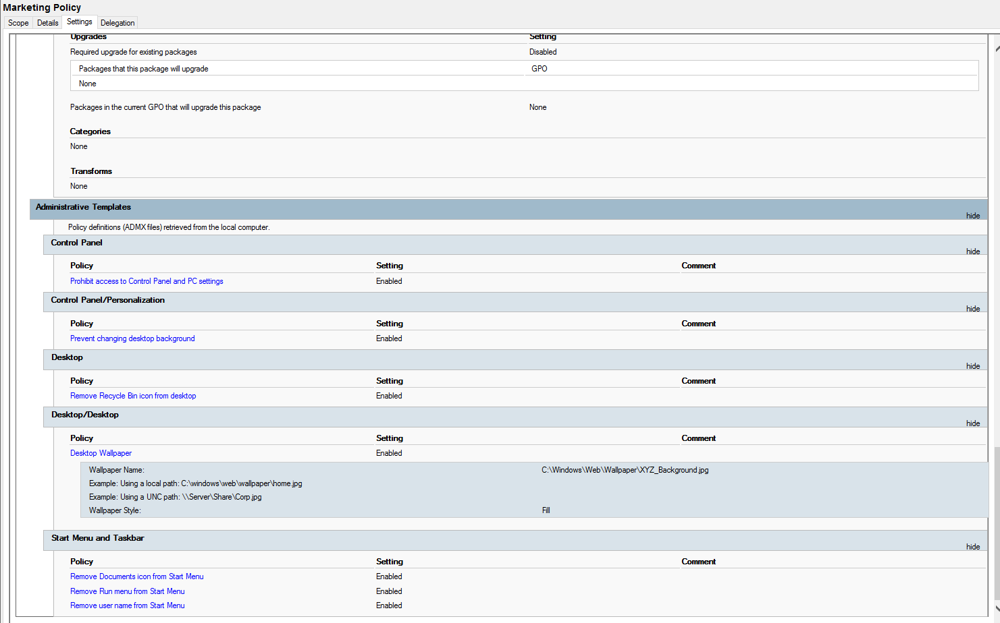 Marketing Policy
Scope Details Settings Delegation
Upgrades Setting
Required upgrade for existing packages Disabled
Packages that this package will upgrade GPO
None
Packages in the current GPO that will upgrade this package None
Categories
None
Transforms
None
Administrative Templates
hide
Policy definitions (ADMX files) retrieved from the local computer.
Control Panel
hide
Policy Setting Comment
Prohibit access to Control Panel and PC settings Enabled
Control Panel/Personalization
hide
Policy Setting Comment
Prevent changing desktop background Enabled
Desktop
hide
Policy Setting Comment
Remove Recycle Bin icon from desktop Enabled
Desktop/Desktop
hide
Policy Setting Comment
Desktop Wallpaper Enabled
Wallpaper Name: C:\Windows\Web\Wallpaper\XYZ_Background.jpg
Example: Using a local path: C:\windows\web\wallpaper\home.jpg
Example: Using a UNC path: \\Server\Share\Corp.jpg
Wallpaper Style: Fill
Start Menu and Taskbar
hide
Policy Setting Comment
Remove Documents icon from Start Menu Enabled
Remove Run menu from Start Menu Enabled
Remove user name from Start Menu Enabled